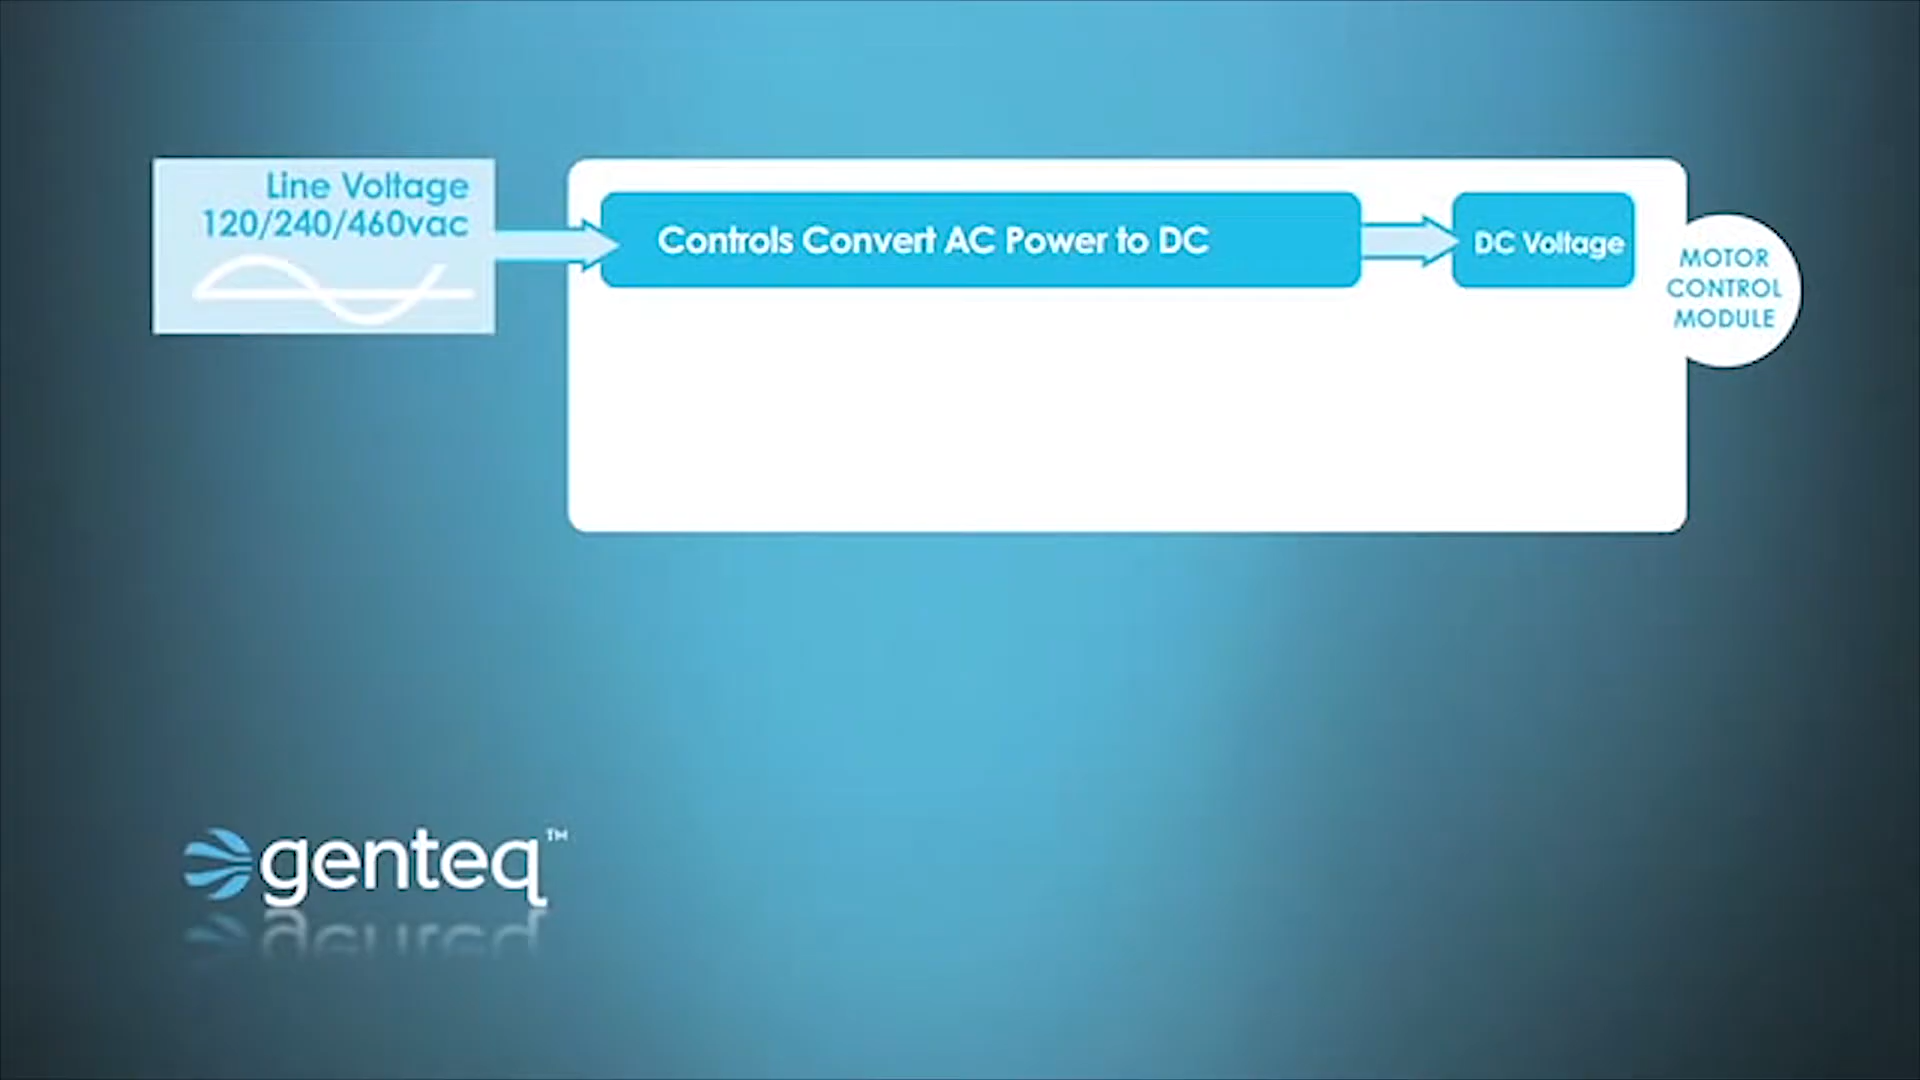 Line Voltage
120/240/460vac
Controls Convert AC Power to DC
DC Voltage
MOTOR
CONTROL
MODULE
genteq™